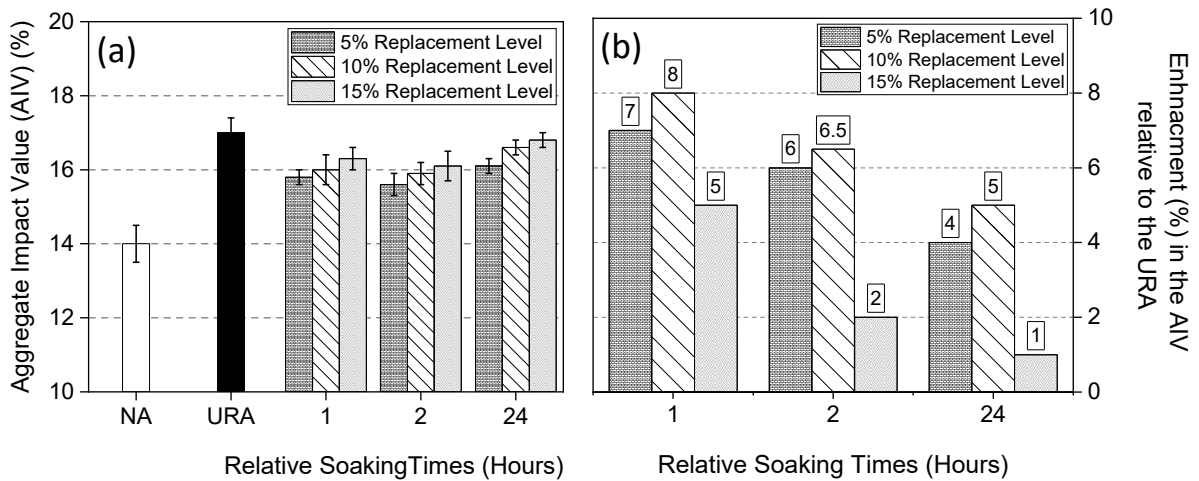 (a)
Aggregate Impact Value (AIV) (%)
20
18
16
14
12
10
5% Replacement Level
10% Replacement Level
15% Replacement Level
NA
URA
1
2
24
Relative SoakingTimes (Hours)
(b)
5% Replacement Level
10% Replacement Level
15% Replacement Level
7
8
5
6
6.5
2
4
5
1
1
2
24
Relative Soaking Times (Hours)
10
8
6
4
2
0
Enhnacment (%) in the AIV
relative to the URA